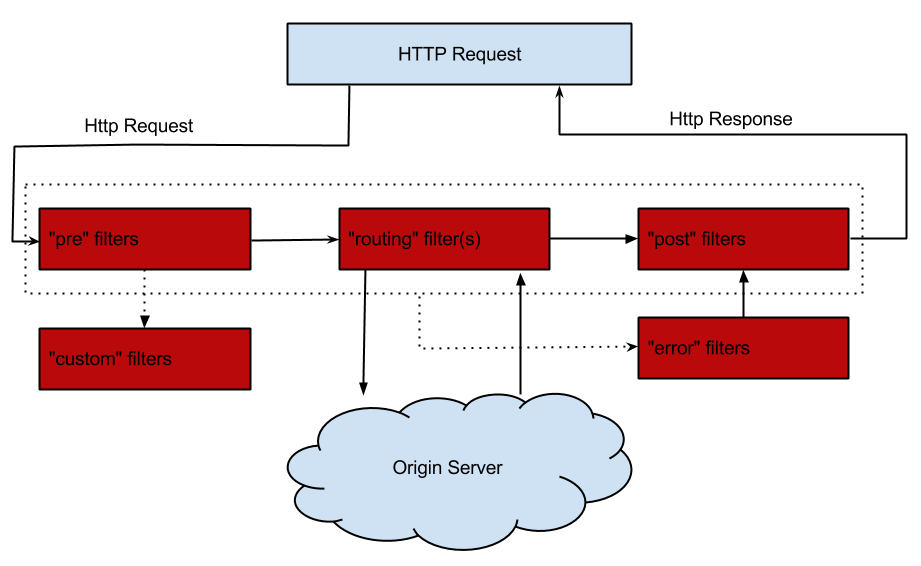 HTTP Request
Http Request
Http Response
"pre" filters
"routing" filter(s)
"post" filters
"custom" filters
"error" filters
Origin Server